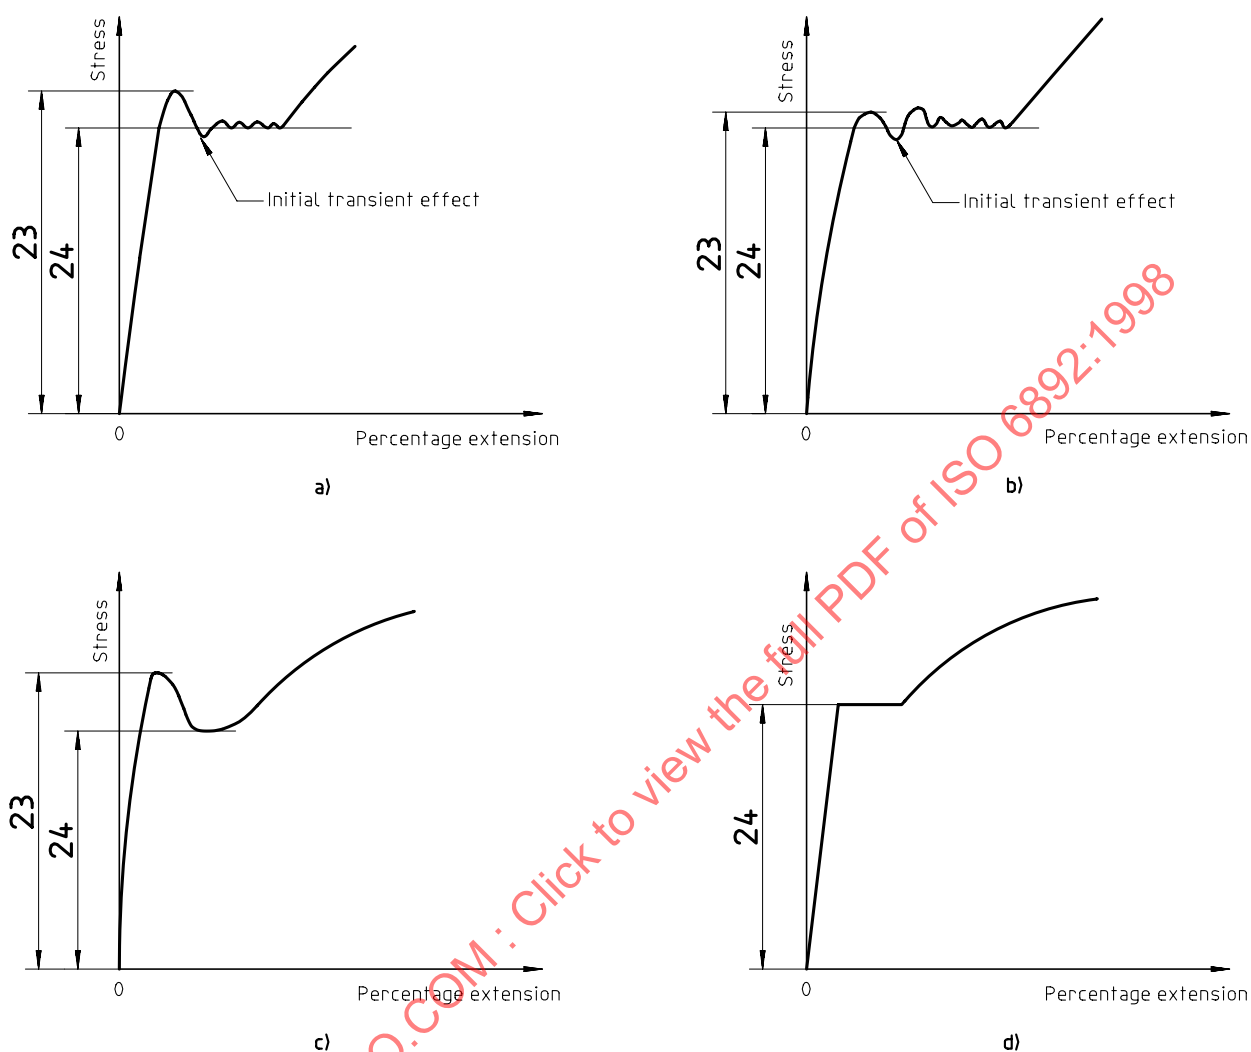 Stress
23
24
Initial transient effect
0
Percentage extension
a)
Stress
23
24
Initial transient effect
0
Percentage extension
b)
Stress
23
24
0
Percentage extension
c)
Stress
24
0
Percentage extension
d)
O.COM : Click to view the full PDF of ISO 6892:1998